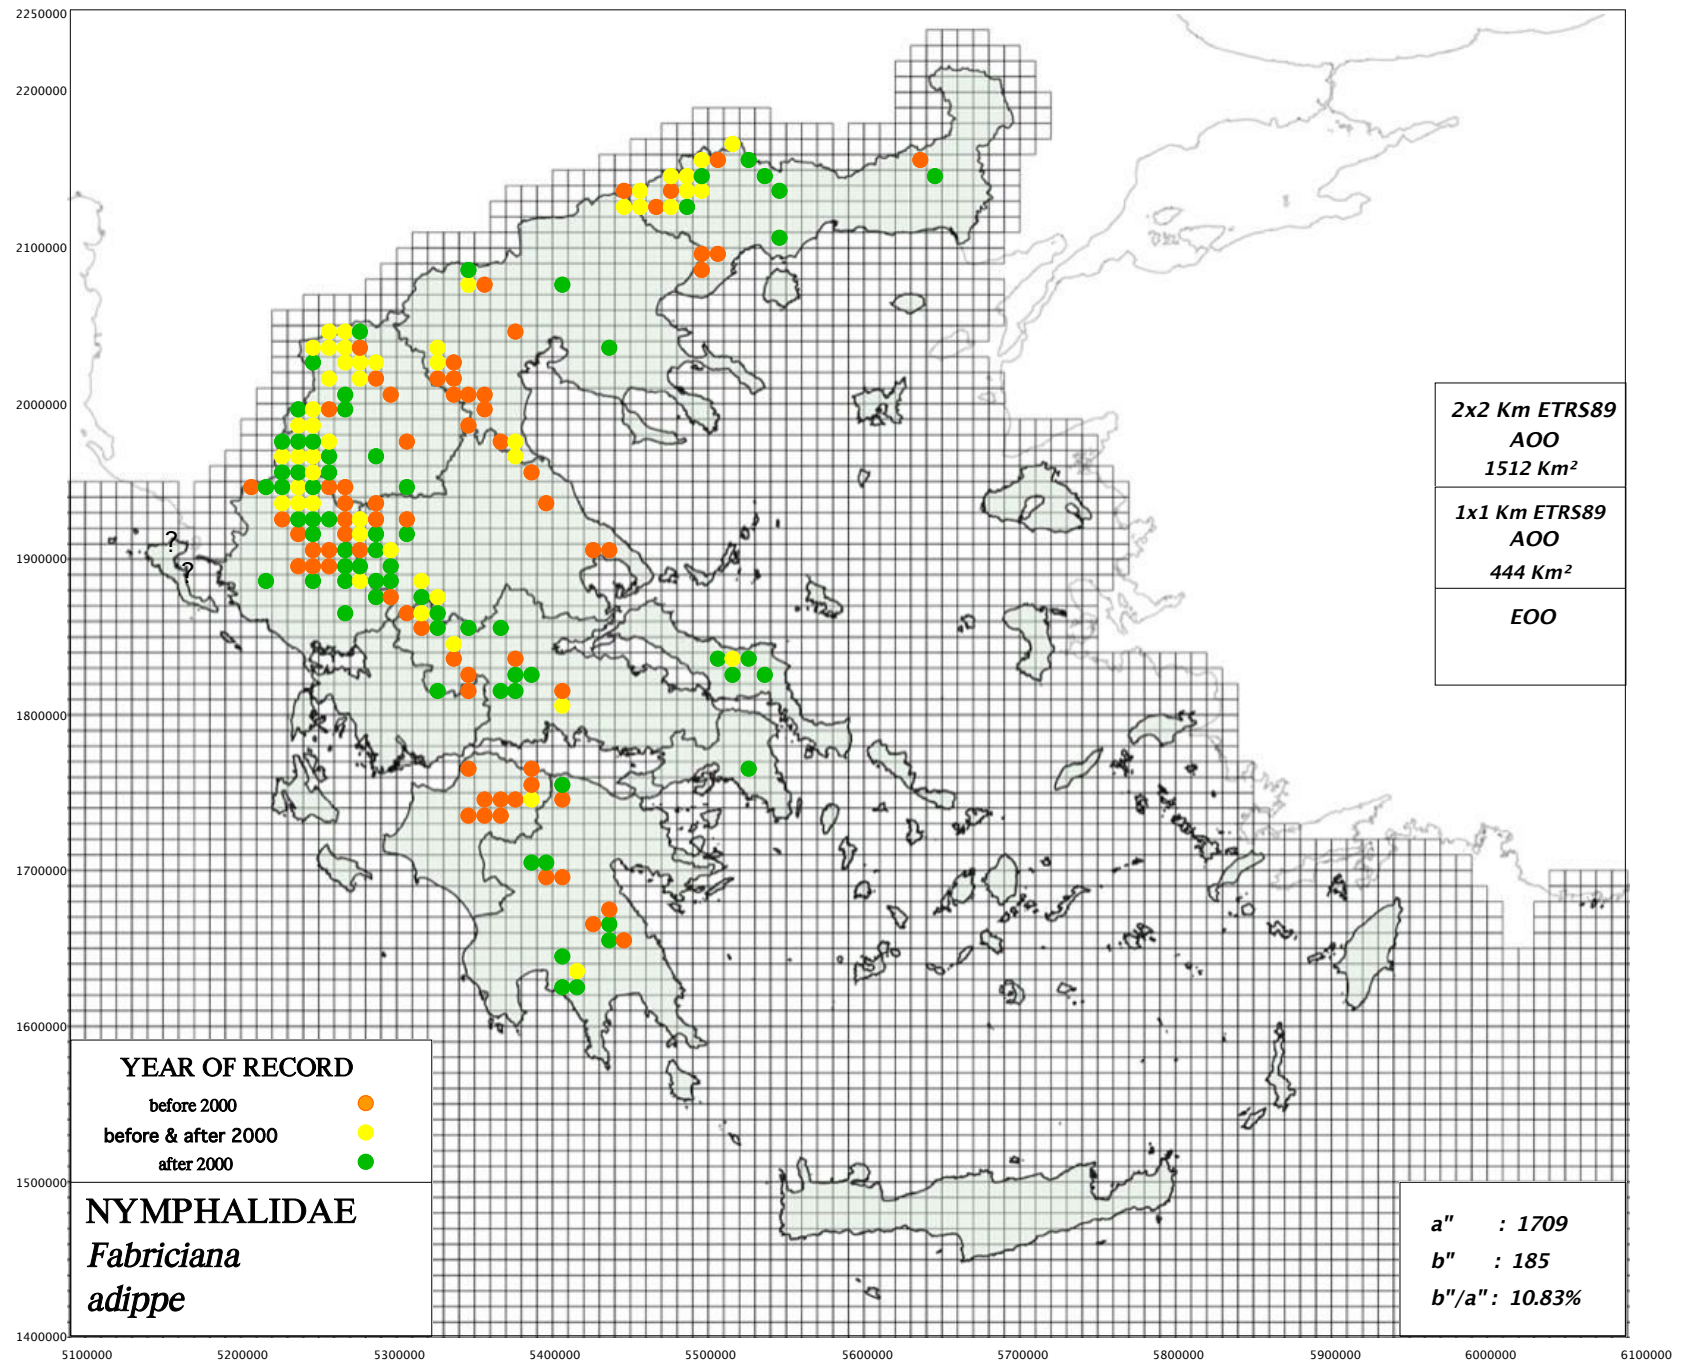 2250000
2200000
2100000
2000000
1900000
1800000
1700000
1600000
1500000
1400000
5100000 5200000 5300000 5400000 5500000 5600000 5700000 5800000 5900000 6000000 6100000
?
?
2x2 Km ETRS89
AOO
1512 Km²
1x1 Km ETRS89
AOO
444 Km²
EOO
YEAR OF RECORD
before 2000
before & after 2000
after 2000
NYMPHALIDAE
Fabriciana
adippe
a" : 1709
b" : 185
b"/a" : 10.83%